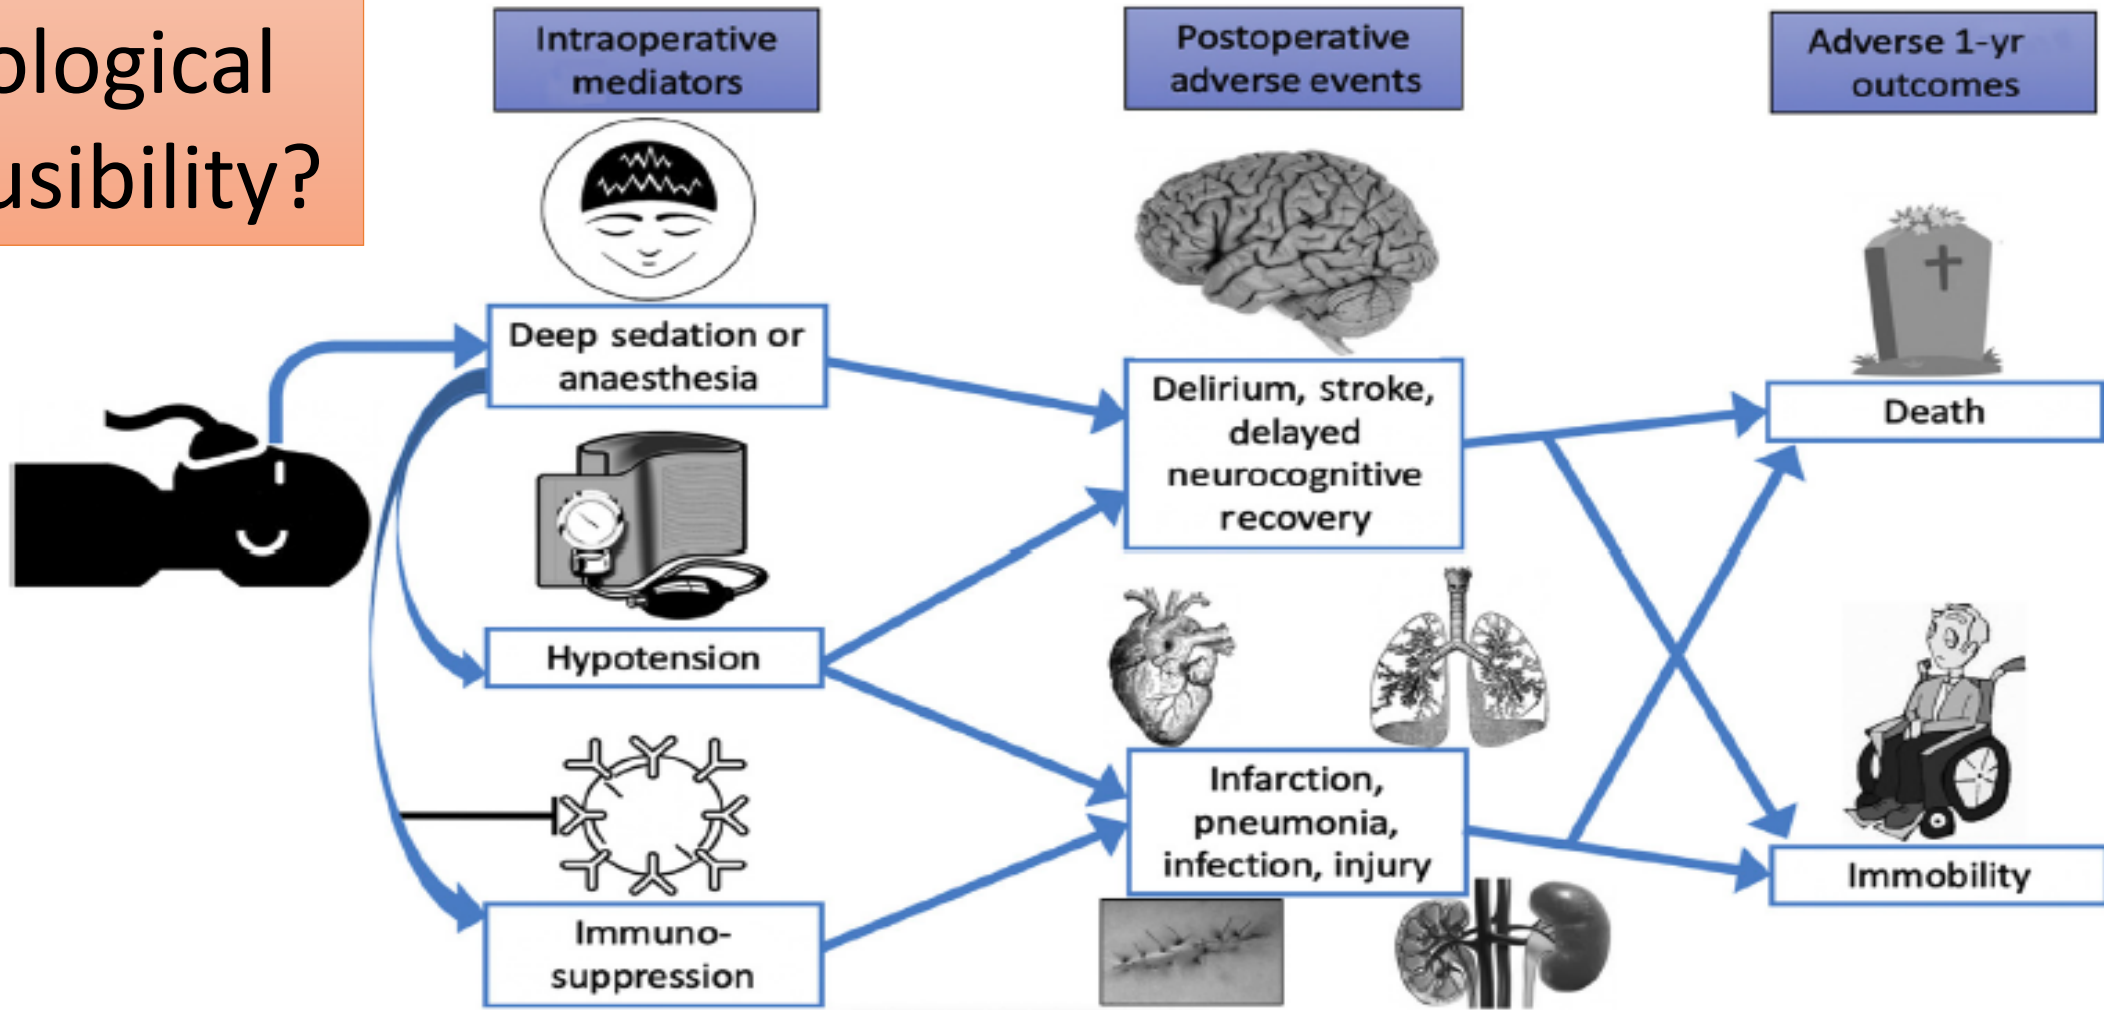 ological
usibility?
Intraoperative
mediators
Postoperative
adverse events
Adverse 1-yr
outcomes
Deep sedation or
anaesthesia
Hypotension
Immuno-
suppression
Delirium, stroke,
delayed
neurocognitive
recovery
Infarction,
pneumonia,
infection, injury
Death
Immobility